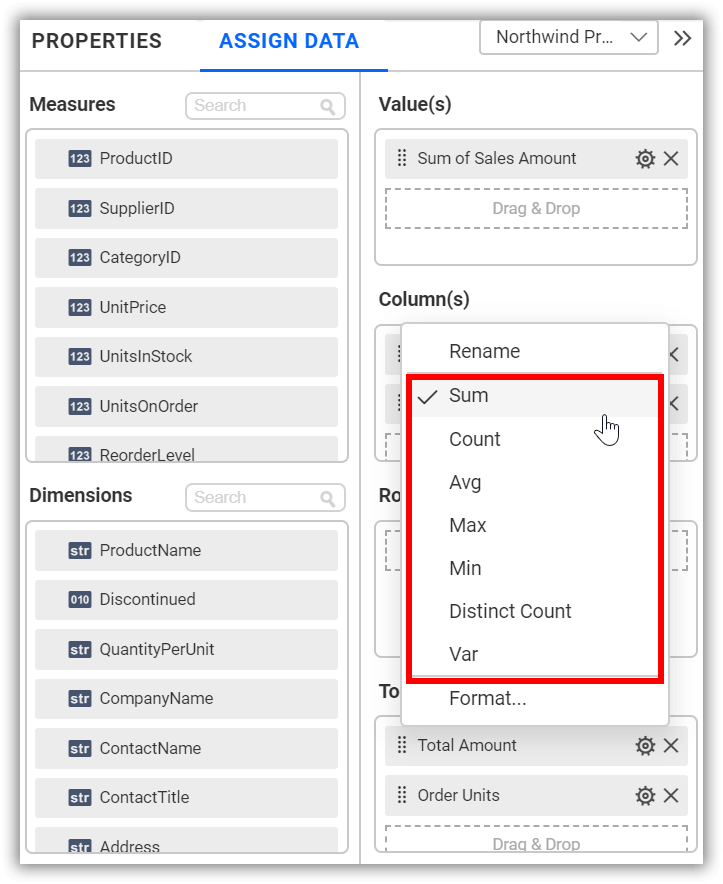 PROPERTIES
ASSIGN DATA
Northwind Pr...
Measures
Search
123 ProductID
123 SupplierID
123 CategoryID
123 UnitPrice
123 UnitsInStock
123 UnitsOnOrder
123 ReorderLevel
Dimensions
Search
str ProductName
010 Discontinued
str QuantityPerUnit
str CompanyName
str ContactName
str ContactTitle
str Address
Value(s)
Sum of Sales Amount
Drag & Drop
Column(s)
Rename
Sum
Count
Avg
Max
Min
Distinct Count
Var
Format...
Ro
To
Total Amount
Order Units
Drag & Drop